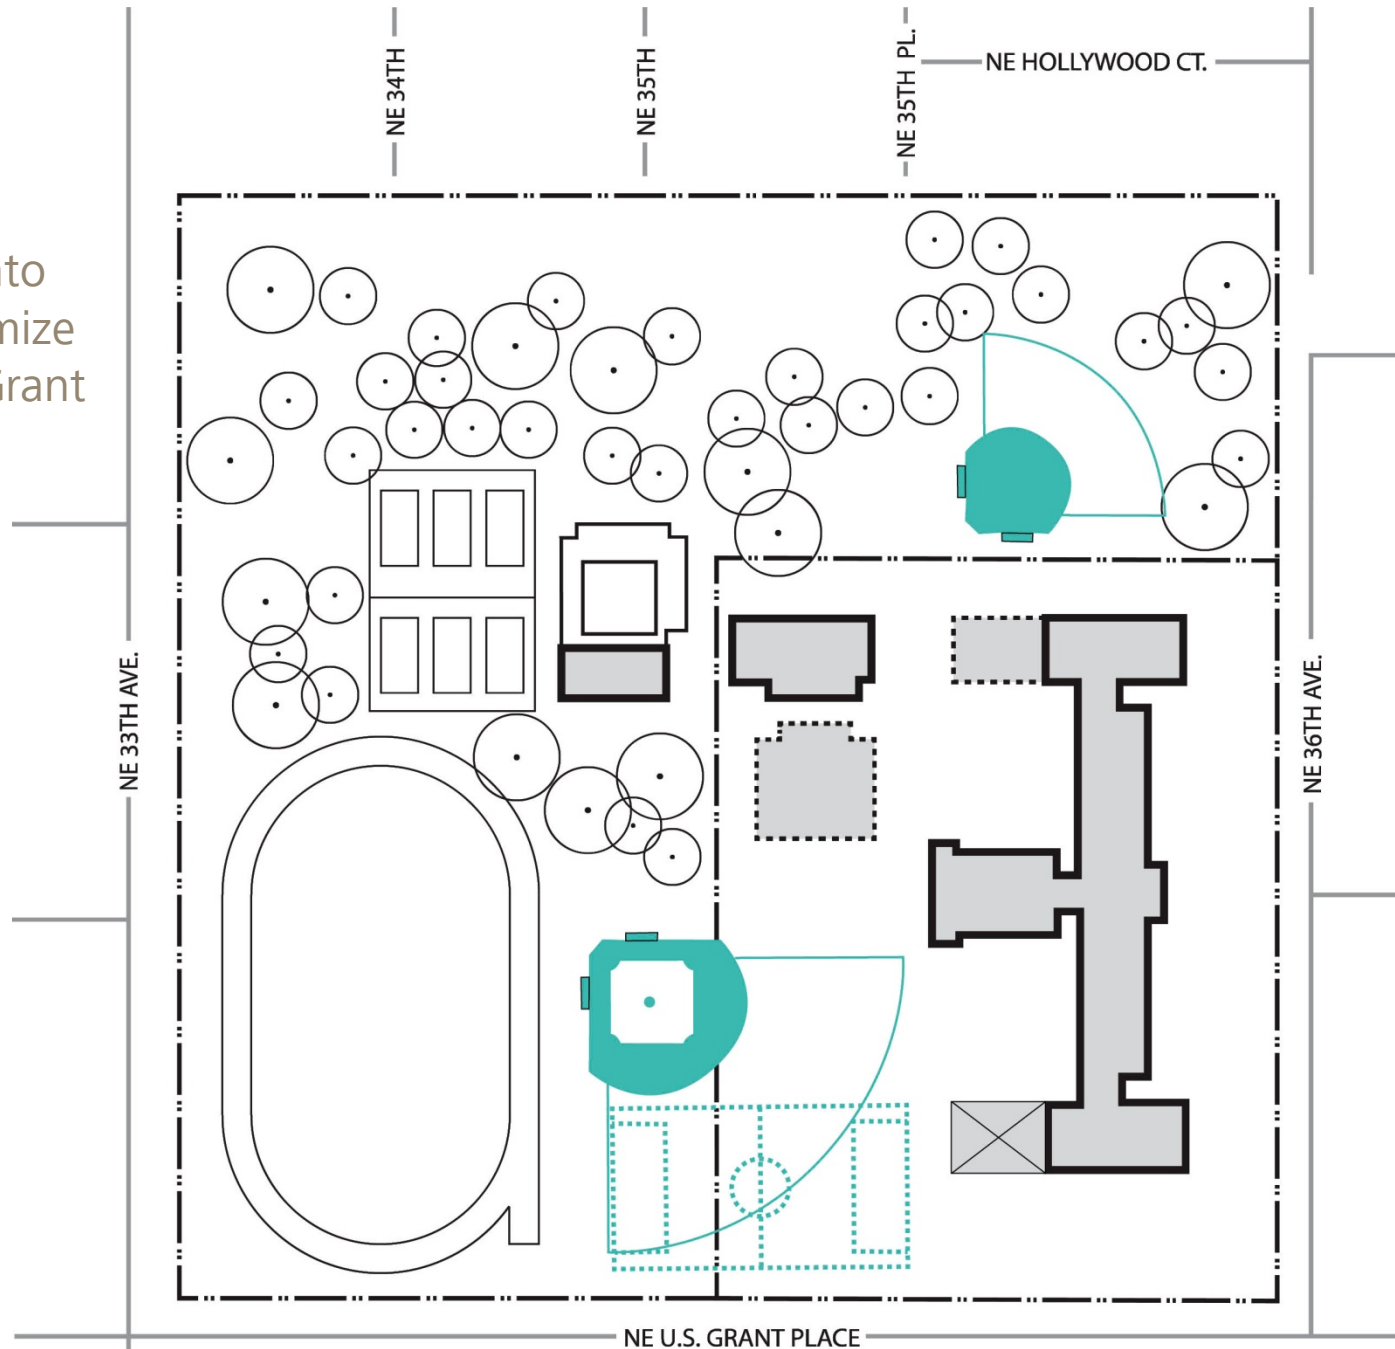 NE 34TH
NE 35TH
NE 35TH PL.
NE HOLLYWOOD CT.
Grant
NE 33TH AVE.
NE 36TH AVE.
NE U.S. GRANT PLACE